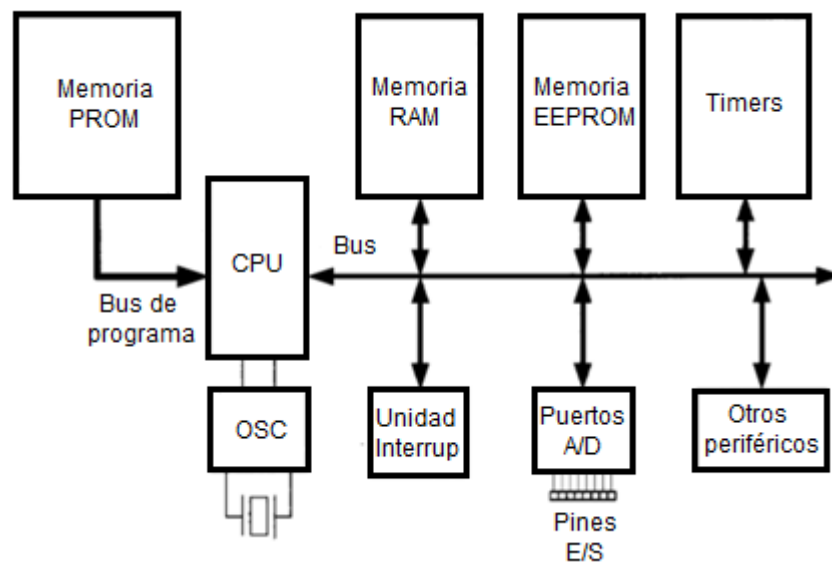 Memoria
PROM
Memoria
RAM
Memoria
EEPROM
Timers
CPU
Bus
Bus de
programa
OSC
Unidad
Interrup
Puertos
A/D
Otros
periféricos
Pines
E/S